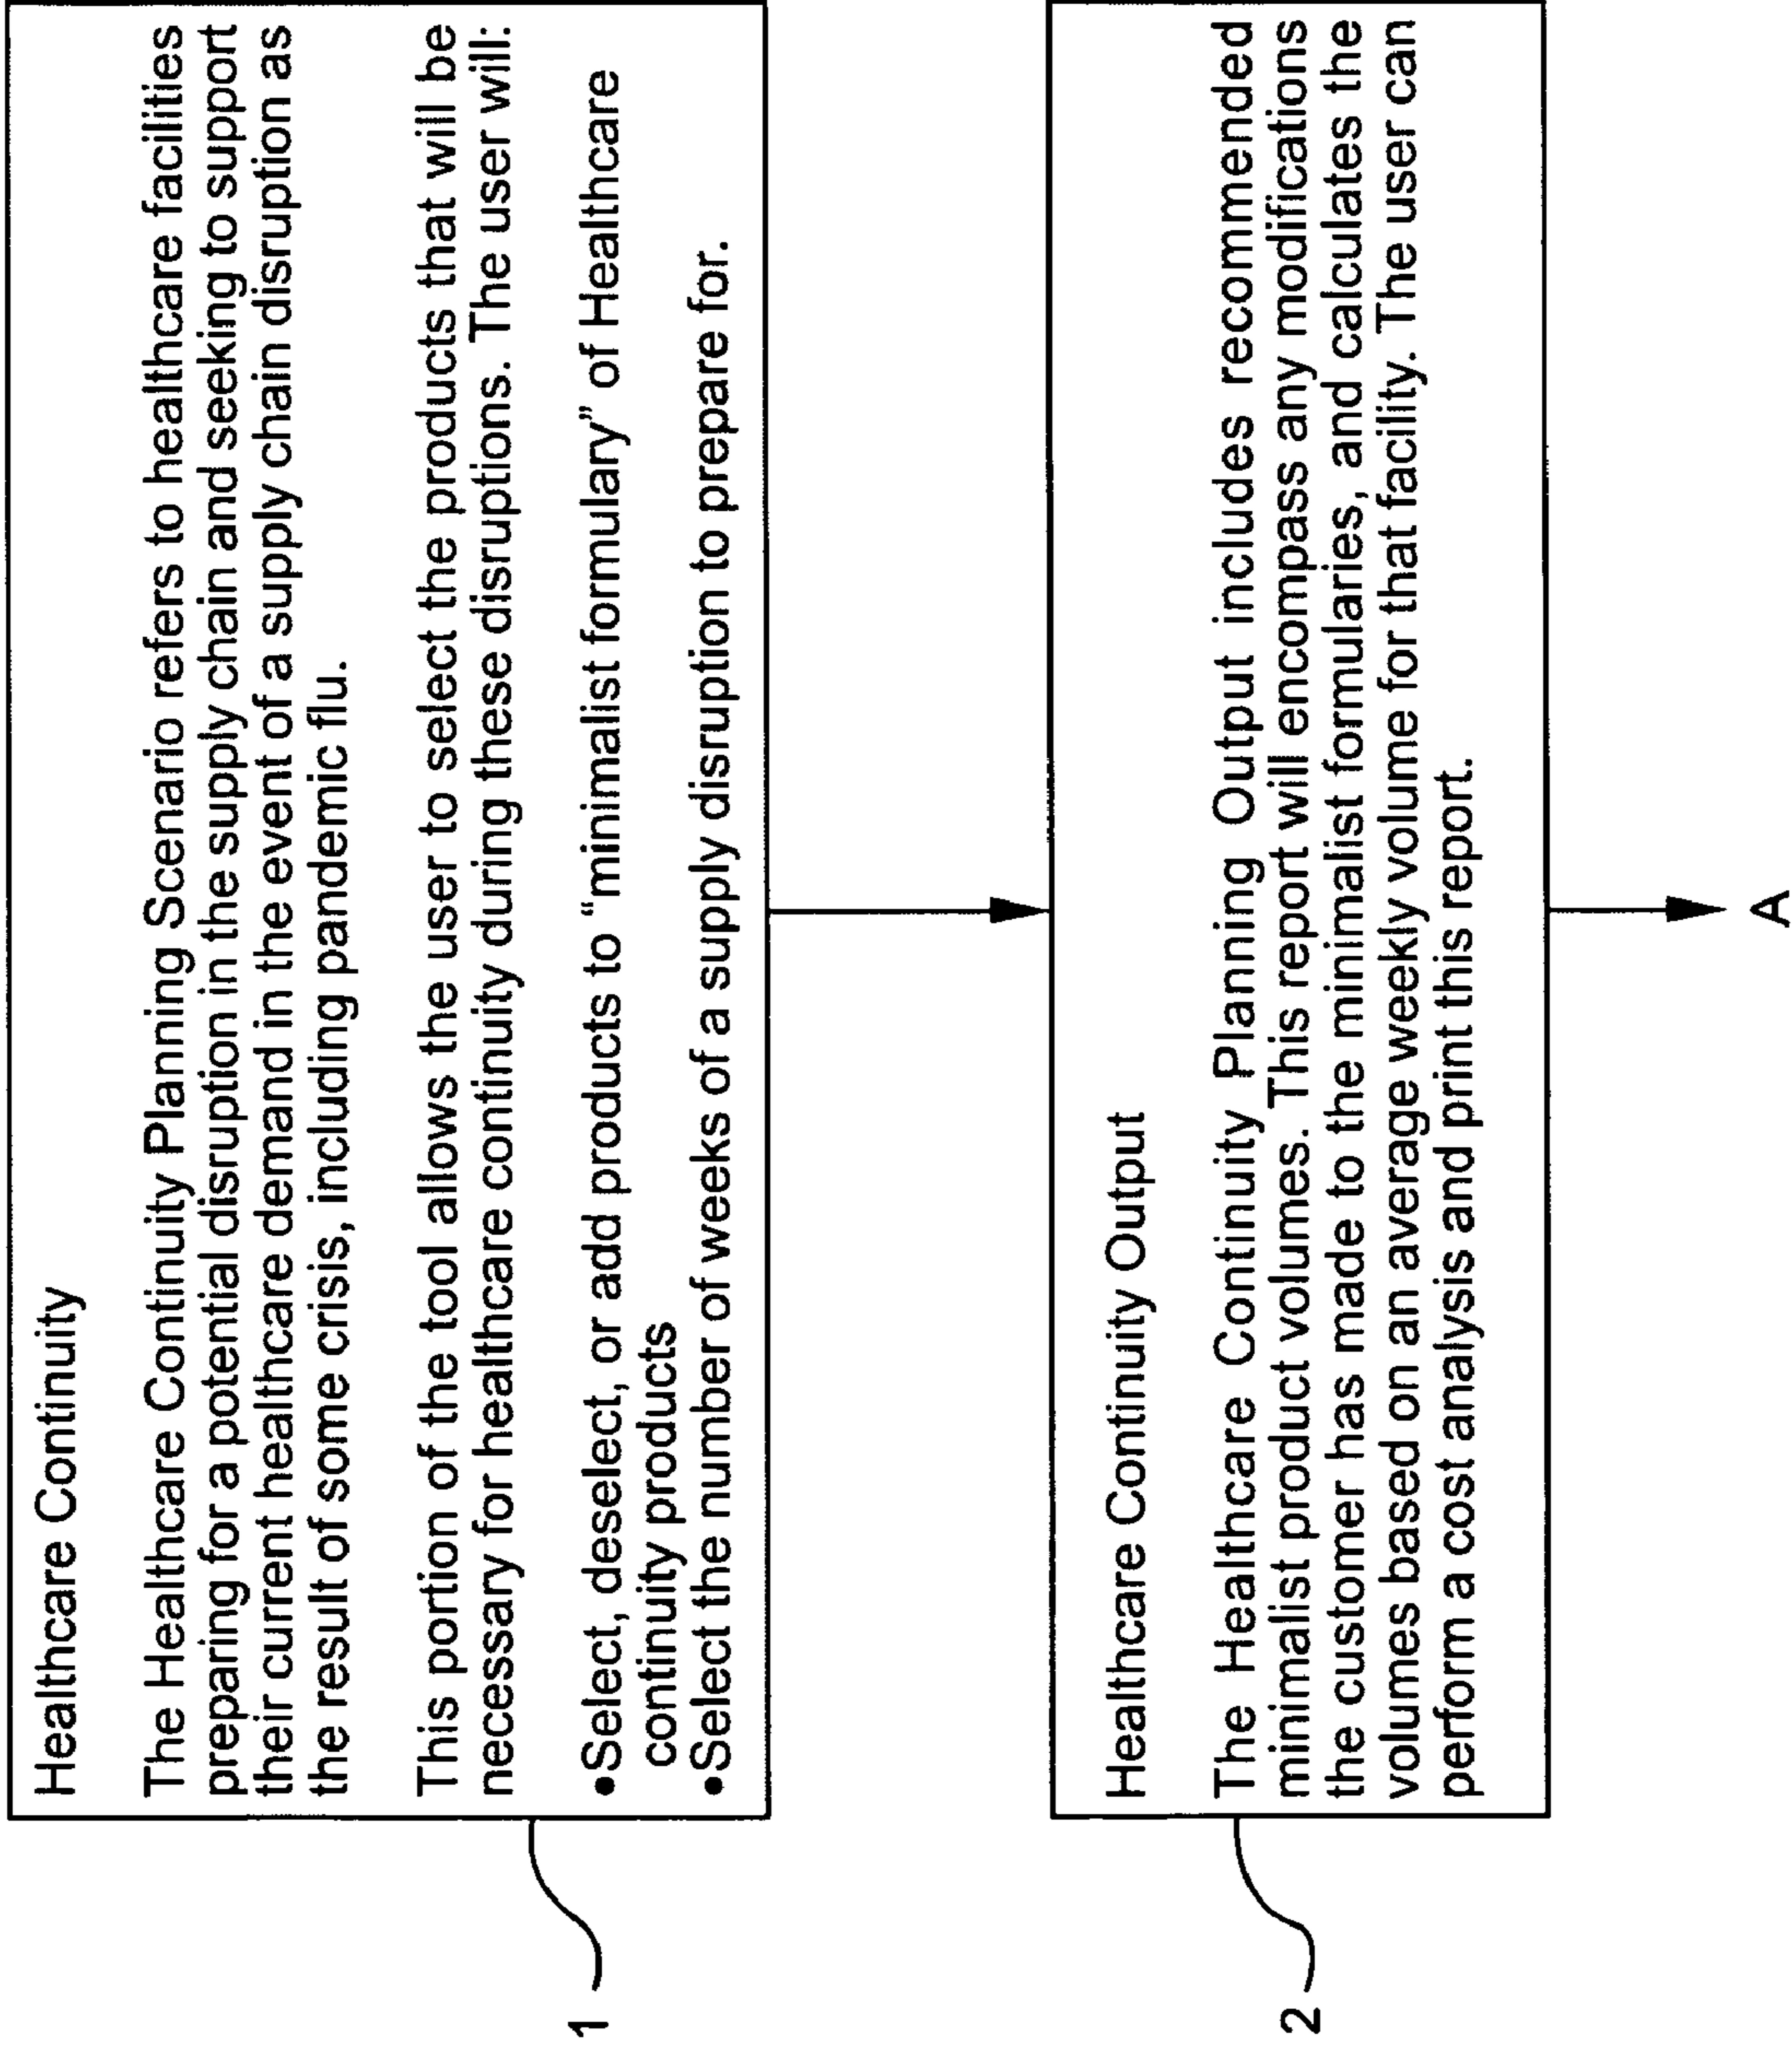 Healthcare Continuity
The Healthcare Continuity Planning Scenario refers to healthcare facilities
preparing for a potential disruption in the supply chain and seeking to support
their current healthcare demand in the event of a supply chain disruption as
the result of some crisis, including pandemic flu.
This portion of the tool allows the user to select the products that will be
necessary for healthcare continuity during these disruptions. The user will:
•Select, deselect, or add products to “minimalist formulary” of Healthcare
continuity products
•Select the number of weeks of a supply disruption to prepare for.
1
Healthcare Continuity Output
The Healthcare Continuity Planning Output includes recommended
minimalist product volumes. This report will encompass any modifications
the customer has made to the minimalist formularies, and calculates the
volumes based on an average weekly volume for that facility. The user can
perform a cost analysis and print this report.
2
A